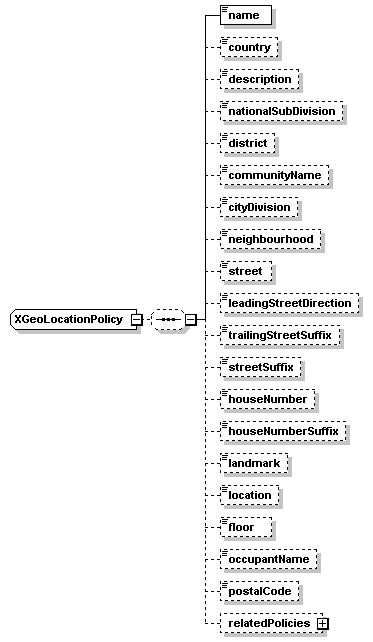 name
country
description
nationalSubDivision
district
communityName
cityDivision
neighbourhood
street
leadingStreetDirection
XGeoLocationPolicy
trailingStreetSuffix
streetSuffix
houseNumber
houseNumberSuffix
landmark
location
floor
occupantName
postalCode
relatedPolicies